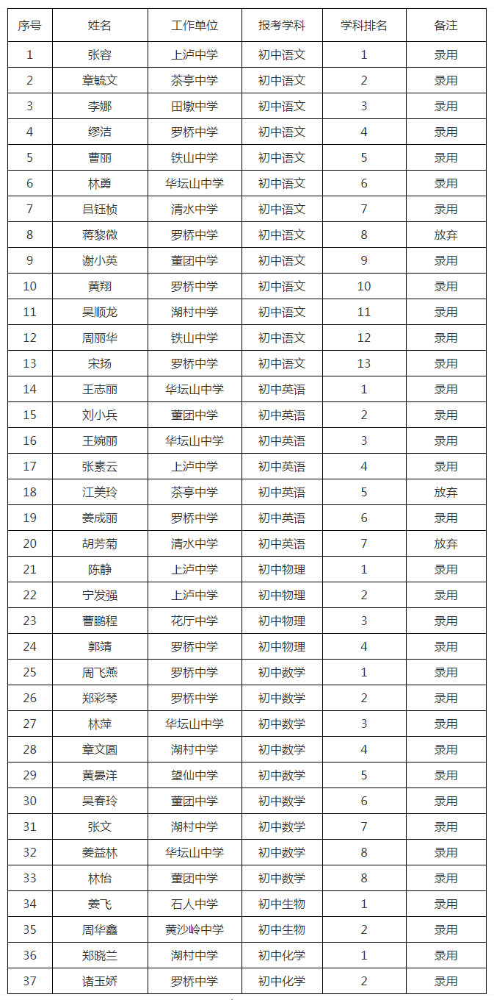 序号 姓名 工作单位 报考学科 学科排名 备注
1 张容 上泸中学 初中语文 1 录用
2 章毓文 茶亭中学 初中语文 2 录用
3 李娜 田墩中学 初中语文 3 录用
4 缪洁 罗桥中学 初中语文 4 录用
5 曹丽 铁山中学 初中语文 5 录用
6 林勇 华坛山中学 初中语文 6 录用
7 吕钰桢 清水中学 初中语文 7 录用
8 蒋黎微 罗桥中学 初中语文 8 放弃
9 谢小英 董团中学 初中语文 9 录用
10 黄翔 罗桥中学 初中语文 10 录用
11 吴顺龙 湖村中学 初中语文 11 录用
12 周丽华 铁山中学 初中语文 12 录用
13 宋扬 罗桥中学 初中语文 13 录用
14 王志丽 华坛山中学 初中英语 1 录用
15 刘小兵 董团中学 初中英语 2 录用
16 王婉丽 华坛山中学 初中英语 3 录用
17 张素云 上泸中学 初中英语 4 录用
18 江美玲 茶亭中学 初中英语 5 放弃
19 姜成丽 罗桥中学 初中英语 6 录用
20 胡芳菊 清水中学 初中英语 7 放弃
21 陈静 上泸中学 初中物理 1 录用
22 宁发强 上泸中学 初中物理 2 录用
23 曹鹏程 花厅中学 初中物理 3 录用
24 郭靖 罗桥中学 初中物理 4 录用
25 周飞燕 罗桥中学 初中数学 1 录用
26 郑彩琴 罗桥中学 初中数学 2 录用
27 林萍 华坛山中学 初中数学 3 录用
28 章文圆 湖村中学 初中数学 4 录用
29 黄晏洋 望仙中学 初中数学 5 录用
30 吴春玲 董团中学 初中数学 6 录用
31 张文 湖村中学 初中数学 7 录用
32 姜益林 华坛山中学 初中数学 8 录用
33 林怡 董团中学 初中数学 8 录用
34 姜飞 石人中学 初中生物 1 录用
35 周华鑫 黄沙岭中学 初中生物 2 录用
36 郑晓兰 湖村中学 初中化学 1 录用
37 诸玉娇 罗桥中学 初中化学 2 录用